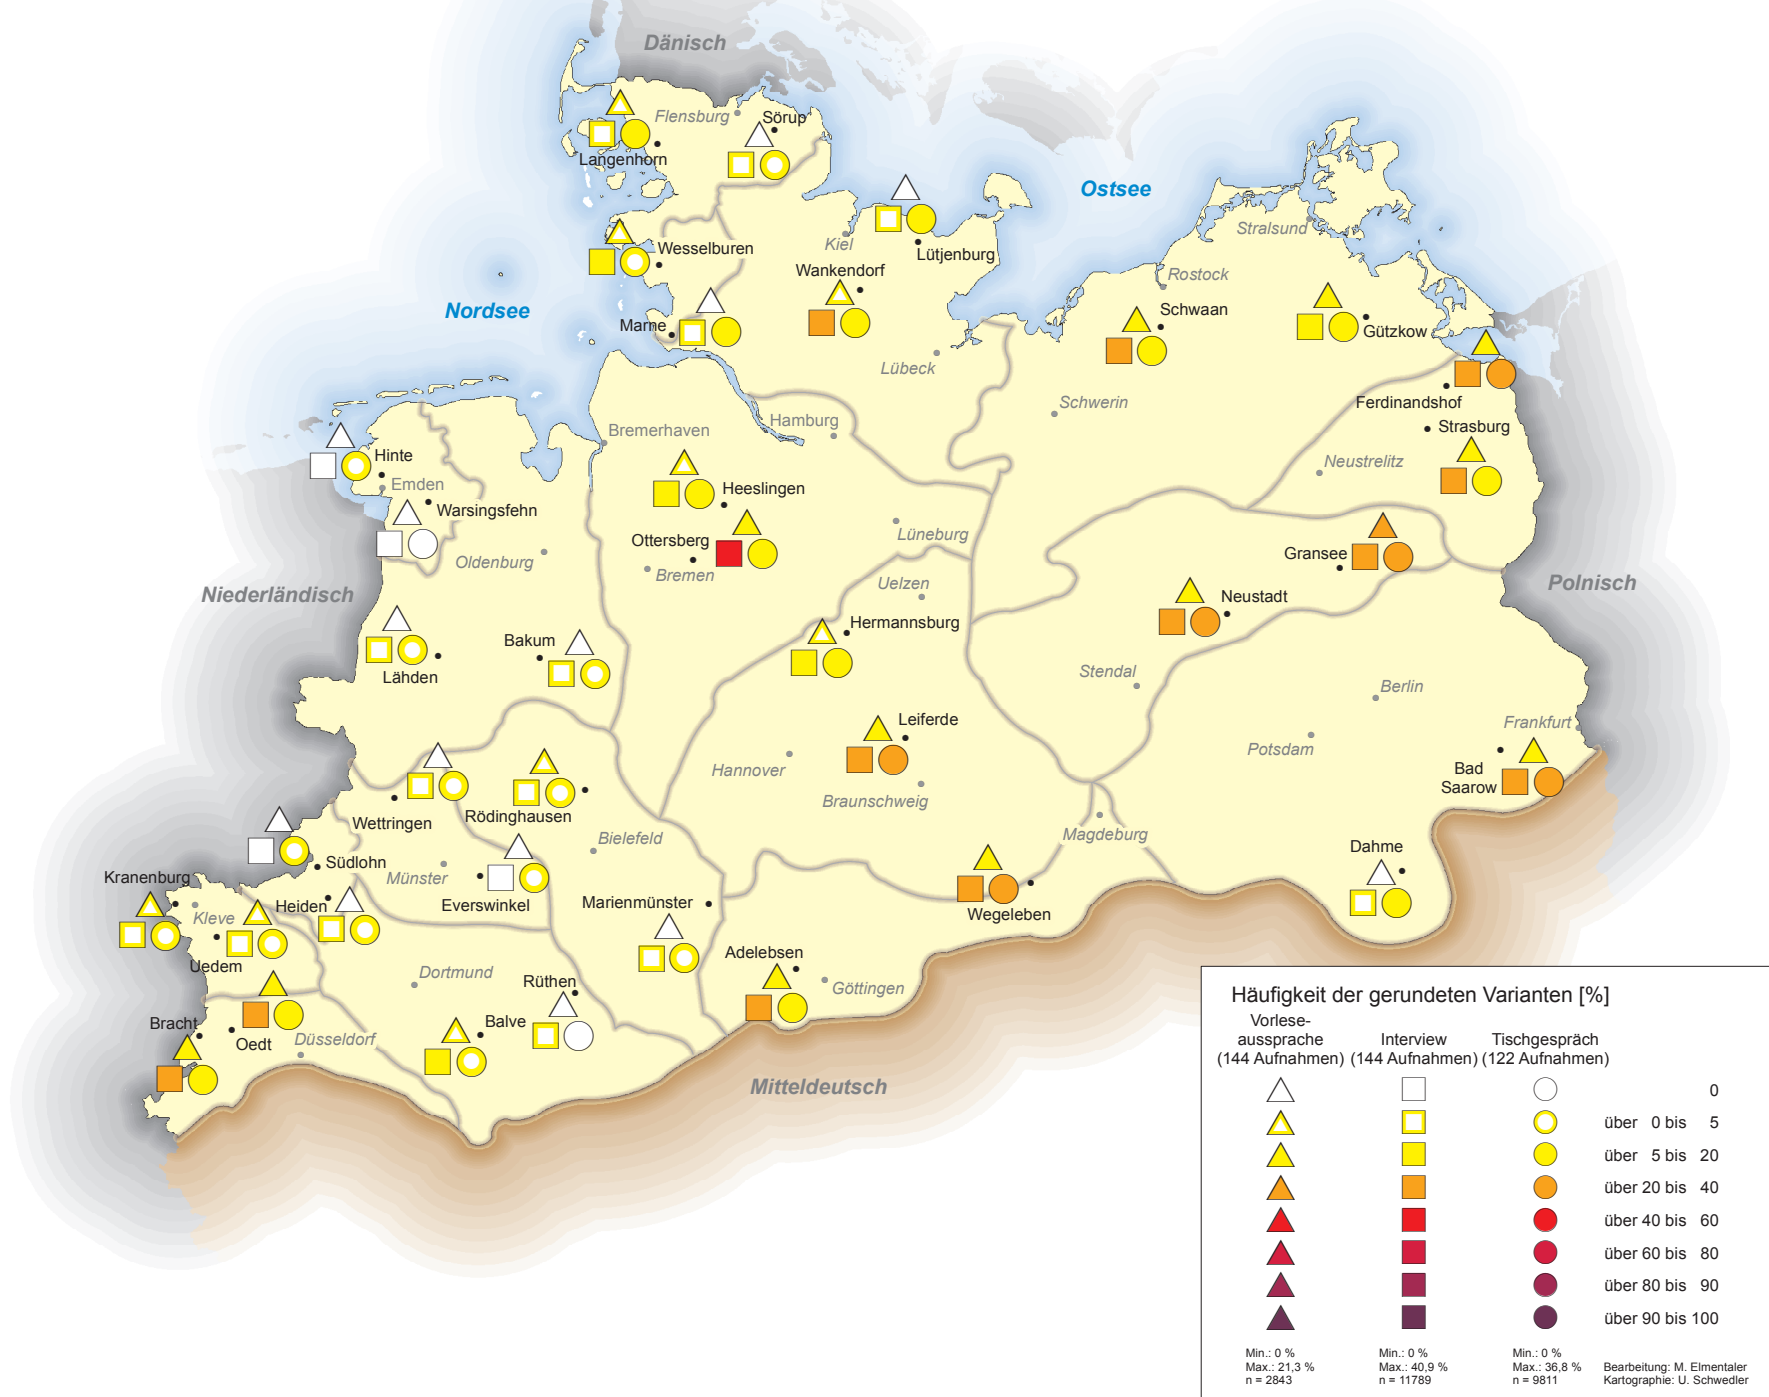 Dänisch
Flensburg
Sörup
Langenhorn
Ostsee
Stralsund
Kiel
Lütjenburg
Wesselburen
Wankendorf
Rostock
Nordsee
Schwaan
Marne
Gützkow
Lübeck
Schwerin
Ferdinandshof
Hamburg
Bremerhaven
Strasburg
Hinte
Neustrelitz
Emden
Heeslingen
Warsingsfehn
Lüneburg
Ottersberg
Gransee
Oldenburg
Bremen
Uelzen
Polnisch
Niederländisch
Neustadt
Hermannsburg
Bakum
Lähden
Stendal
Berlin
Leiferde
Frankfurt
Potsdam
Hannover
Bad
Saarow
Braunschweig
Wettringen
Rödinghausen
Bielefeld
Magdeburg
Dahme
Südlohn
Kranenburg
Münster
Everswinkel
Marienmünster
Heiden
Kleve
Wegeleben
Uedem
Adelebsen
Dortmund
Rüthen
Göttingen
Bracht
Balve
Oedt
Düsseldorf
Mitteldeutsch
Häufigkeit der gerundeten Varianten [%]
Vorlese-
aussprache
(144 Aufnahmen)
Interview
(144 Aufnahmen)
Tischgespräch
(122 Aufnahmen)
0
über 0 bis 5
über 5 bis 20
über 20 bis 40
über 40 bis 60
über 60 bis 80
über 80 bis 90
über 90 bis 100
Min.: 0 %
Max.: 21,3 %
n = 2843
Min.: 0 %
Max.: 40,9 %
n = 11789
Min.: 0 %
Max.: 36,8 %
n = 9811
Bearbeitung: M. Elmentaler
Kartographie: U. Schwedler